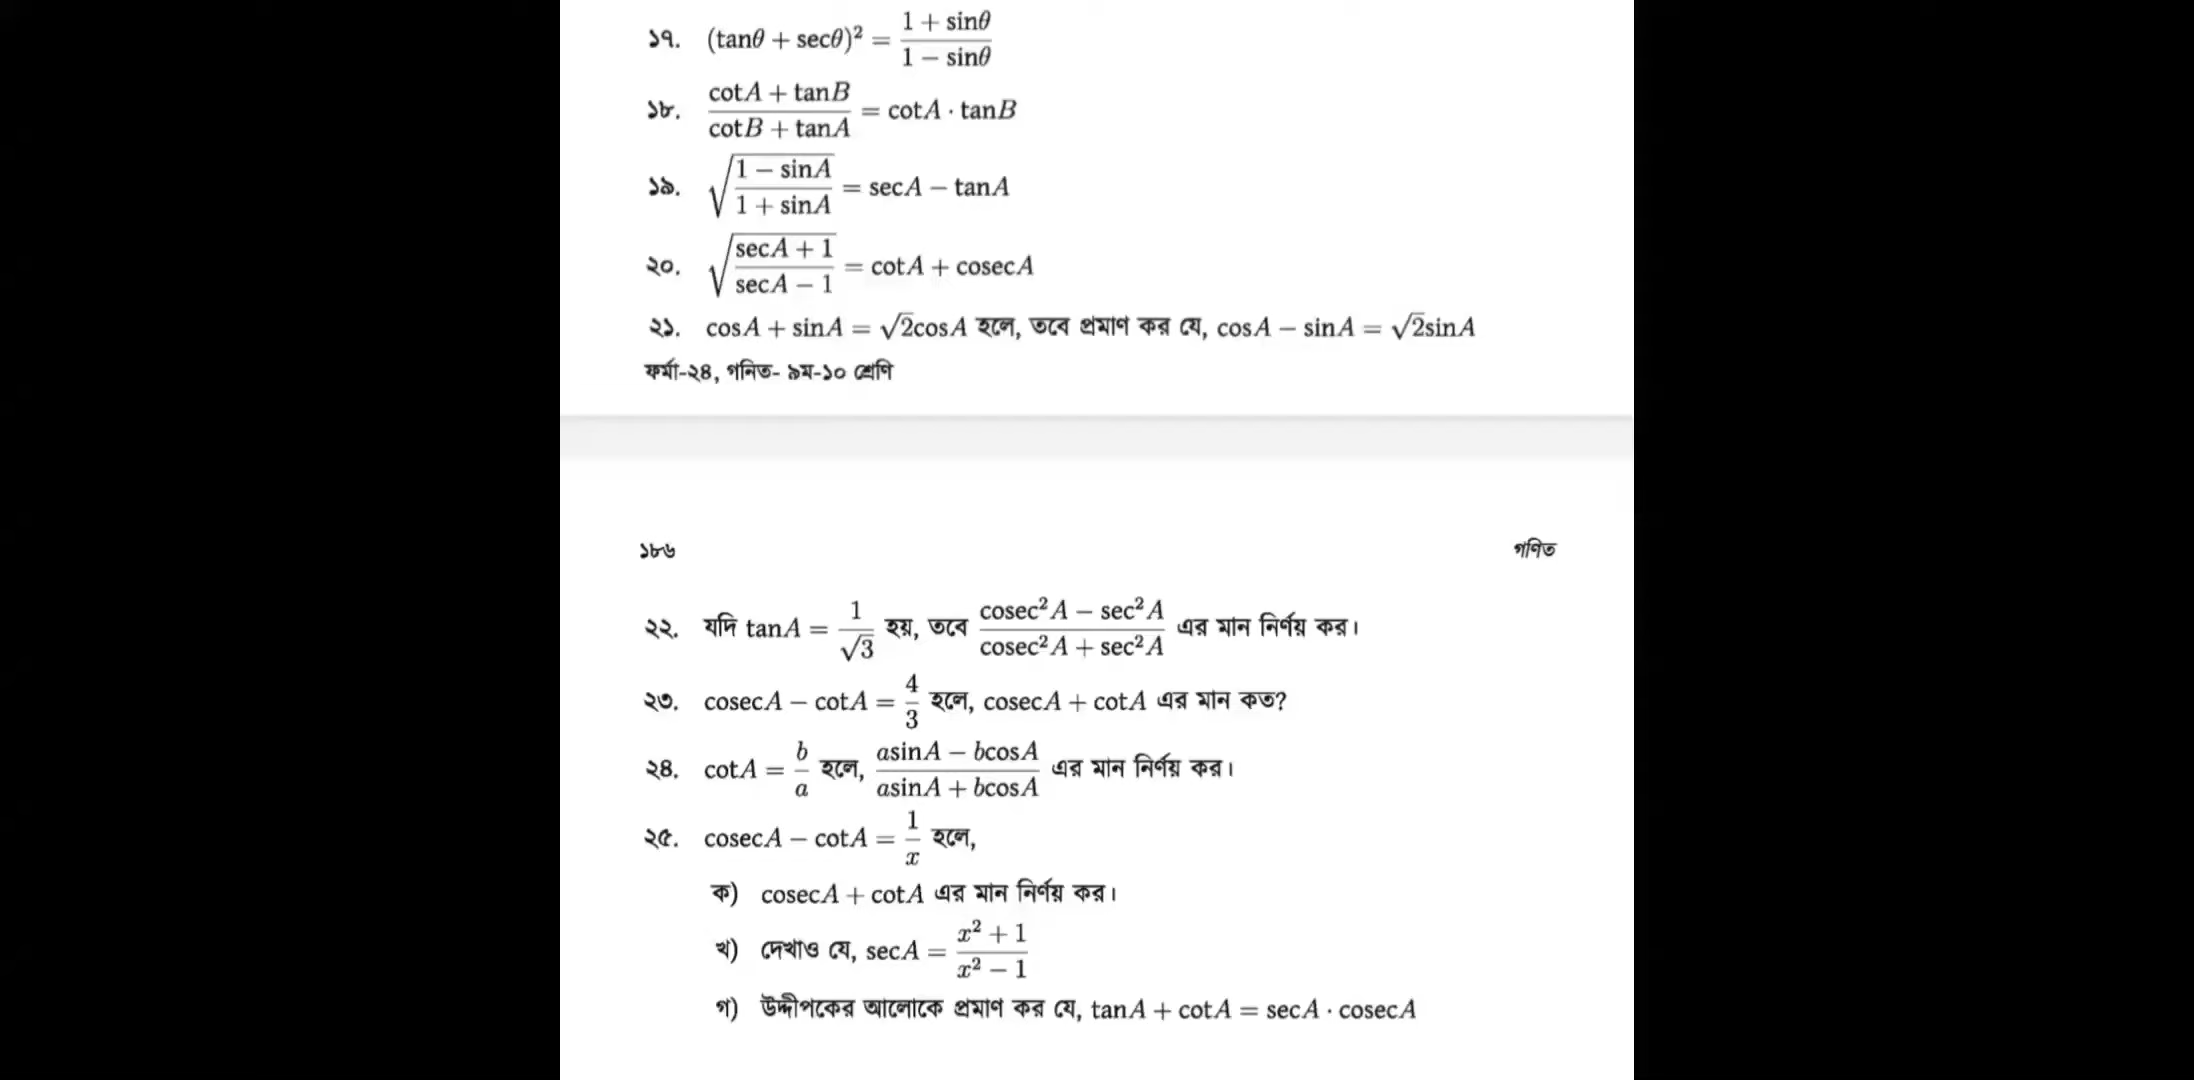 ১৭. (tanθ + secθ)² = (1 + sinθ)/(1 − sinθ)
১৮. (cotA + tanB)/(cotB + tanA) = cotA · tanB
১৯. √((1 − sinA)/(1 + sinA)) = secA − tanA
২০. √((secA + 1)/(secA − 1)) = cotA + cosecA
২১. cosA + sinA = √2cosA হলে, তবে প্রমাণ কর যে, cosA − sinA = √2sinA
ফর্মা-২৪, গনিত- ৯ম-১০ শ্রেণি
১৮৬ গণিত
২২. যদি tanA = 1/√3 হয়, তবে (cosec²A − sec²A)/(cosec²A + sec²A) এর মান নির্ণয় কর।
২৩. cosecA − cotA = 4/3 হলে, cosecA + cotA এর মান কত?
২৪. cotA = b/a হলে, (asinA − bcosA)/(asinA + bcosA) এর মান নির্ণয় কর।
২৫. cosecA − cotA = 1/x হলে,
ক) cosecA + cotA এর মান নির্ণয় কর।
খ) দেখাও যে, secA = (x² + 1)/(x² − 1)
গ) উদ্দীপকের আলোকে প্রমাণ কর যে, tanA + cotA = secA · cosecA